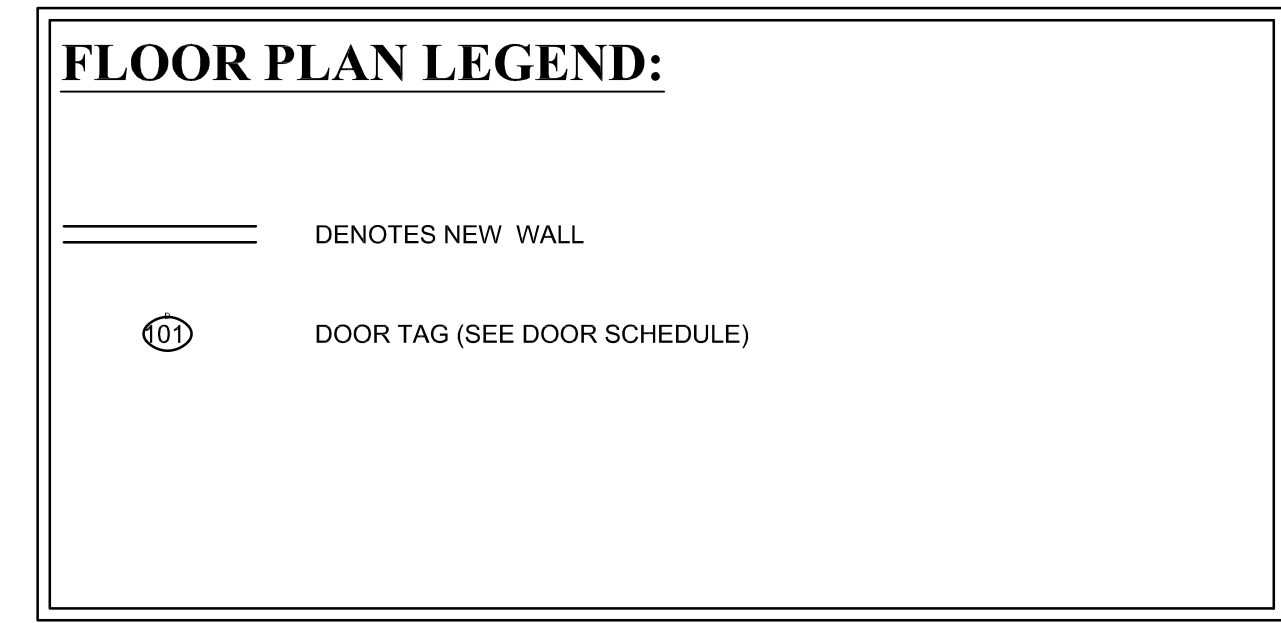 FLOOR PLAN LEGEND:
DENOTES NEW WALL
D
101
DOOR TAG (SEE DOOR SCHEDULE)